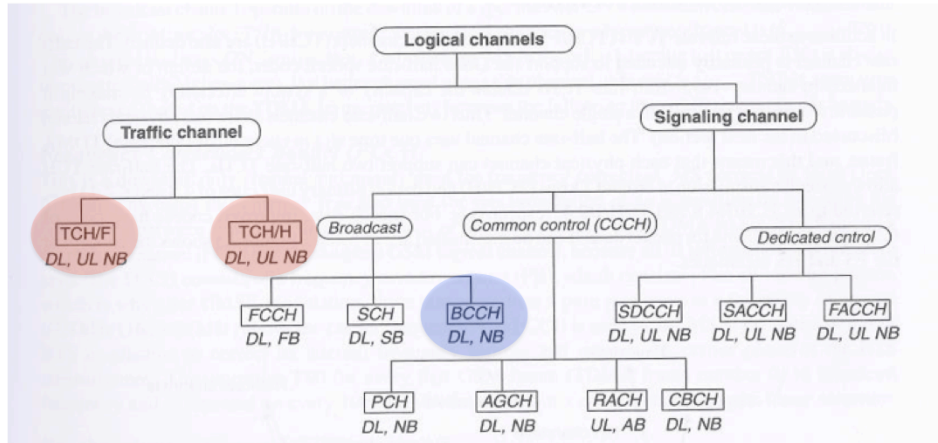 Logical channels
Traffic channel
Signaling channel
TCH/F
DL, UL NB
TCH/H
DL, UL NB
Broadcast
Common control (CCCH)
Dedicated cntrol
FCCH
DL, FB
SCH
DL, SB
BCCH
DL, NB
SDCCH
DL, UL NB
SACCH
DL, UL NB
FACCH
DL, UL NB
PCH
DL, NB
AGCH
DL, NB
RACH
UL, AB
CBCH
DL, NB